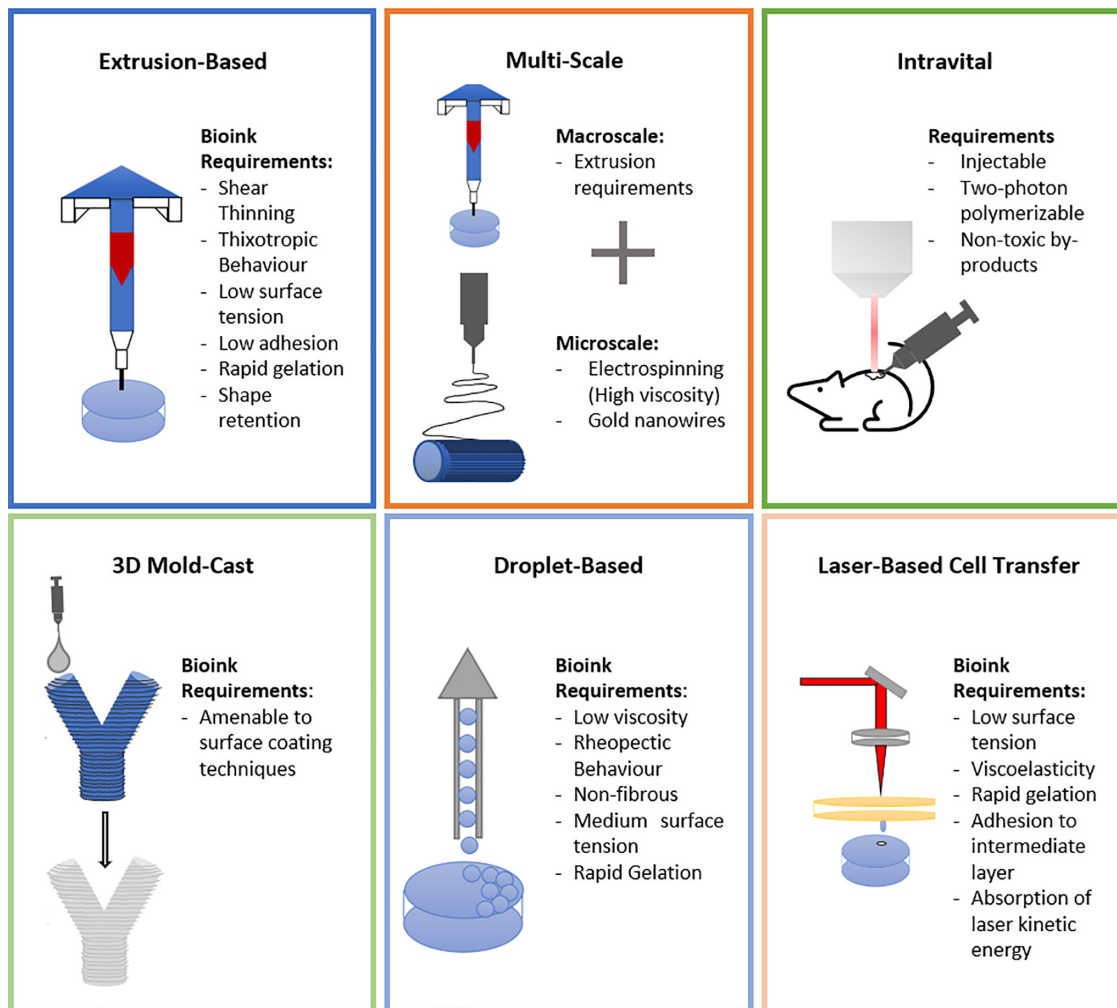 Extrusion-Based
Bioink
Requirements:
- Shear
Thinning
- Thixotropic
Behaviour
- Low surface
tension
- Low adhesion
- Rapid gelation
- Shape
retention
Multi-Scale
Macroscale:
- Extrusion
requirements
Microscale:
- Electrospinning
(High viscosity)
- Gold nanowires
Intravital
Requirements
- Injectable
- Two-photon
polymerizable
- Non-toxic by-
products
3D Mold-Cast
Bioink
Requirements:
- Amenable to
surface coating
techniques
Droplet-Based
Bioink
Requirements:
- Low viscosity
- Rheopectic
Behaviour
- Non-fibrous
- Medium surface
tension
- Rapid Gelation
Laser-Based Cell Transfer
Bioink
Requirements:
- Low surface
tension
- Viscoelasticity
- Rapid gelation
- Adhesion to
intermediate
layer
- Absorption of
laser kinetic
energy